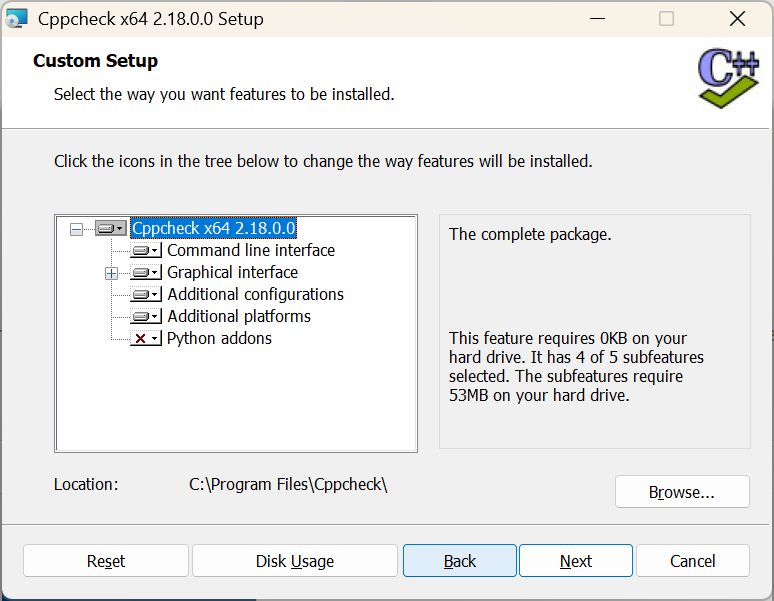 Cppcheck x64 2.18.0.0 Setup
Custom Setup
Select the way you want features to be installed.
C++
Click the icons in the tree below to change the way features will be installed.
Cppcheck x64 2.18.0.0
Command line interface
Graphical interface
Additional configurations
Additional platforms
Python addons
The complete package.
This feature requires 0KB on your
hard drive. It has 4 of 5 subfeatures
selected. The subfeatures require
53MB on your hard drive.
Location: C:\Program Files\Cppcheck\
Browse...
Reset Disk Usage Back Next Cancel